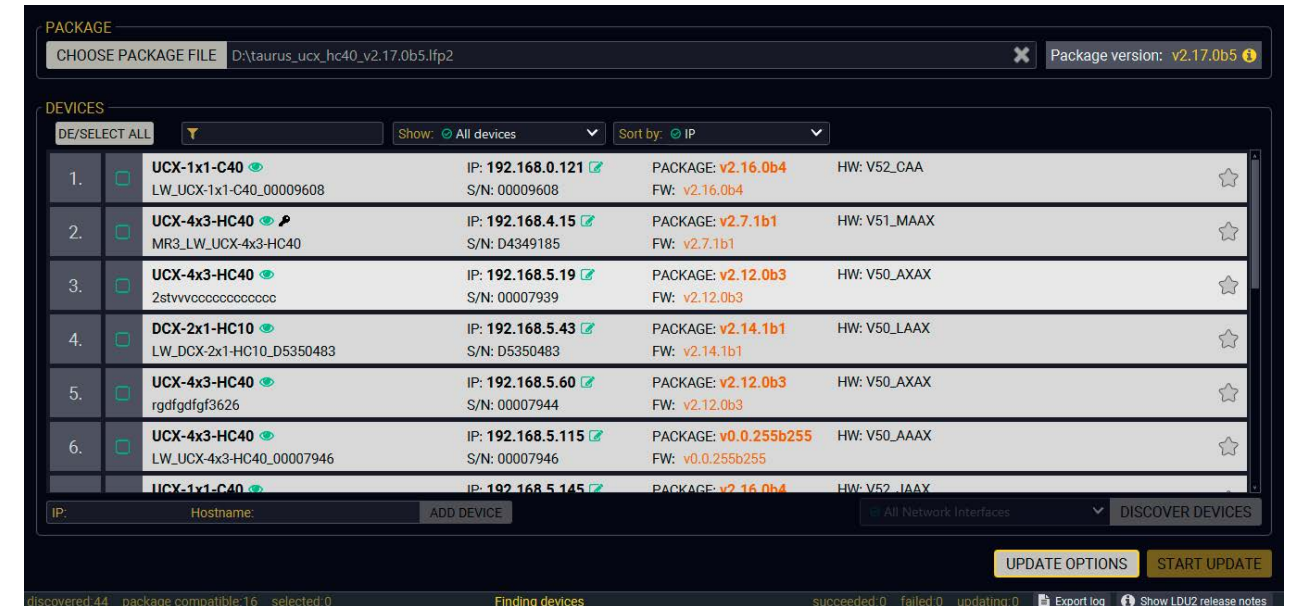 PACKAGE
CHOOSE PACKAGE FILE D:\taurus_ucx_hc40_v2.17.0b5.lfp2 Package version: v2.17.0b5
DEVICES
DE/SELECT ALL Show: All devices Sort by: IP
1. UCX-1x1-C40 IP: 192.168.0.121 PACKAGE: v2.16.0b4 HW: V52_CAA
LW_UCX-1x1-C40_00009608 S/N: 00009608 FW: v2.16.0b4
2. UCX-4x3-HC40 IP: 192.168.4.15 PACKAGE: v2.7.1b1 HW: V51_MAAX
MR3_LW_UCX-4x3-HC40 S/N: D4349185 FW: v2.7.1b1
3. UCX-4x3-HC40 IP: 192.168.5.19 PACKAGE: v2.12.0b3 HW: V50_AXAX
2stvvvccccccccccccc S/N: 00007939 FW: v2.12.0b3
4. DCX-2x1-HC10 IP: 192.168.5.43 PACKAGE: v2.14.1b1 HW: V50_LAAX
LW_DCX-2x1-HC10_D5350483 S/N: D5350483 FW: v2.14.1b1
5. UCX-4x3-HC40 IP: 192.168.5.60 PACKAGE: v2.12.0b3 HW: V50_AXAX
rgdfgdfgf3626 S/N: 00007944 FW: v2.12.0b3
6. UCX-4x3-HC40 IP: 192.168.5.115 PACKAGE: v0.0.255b255 HW: V50_AAAX
LW_UCX-4x3-HC40_00007946 S/N: 00007946 FW: v0.0.255b255
UCX-1x1-C40 IP: 192.168.5.145 PACKAGE: v2.16.0b4 HW: V52_JAAX
IP: Hostname: ADD DEVICE All Network Interfaces DISCOVER DEVICES
UPDATE OPTIONS START UPDATE
discovered:44 package compatible:16 selected:0 Finding devices succeeded:0 failed:0 updating:0 Export log Show LDU2 release notes